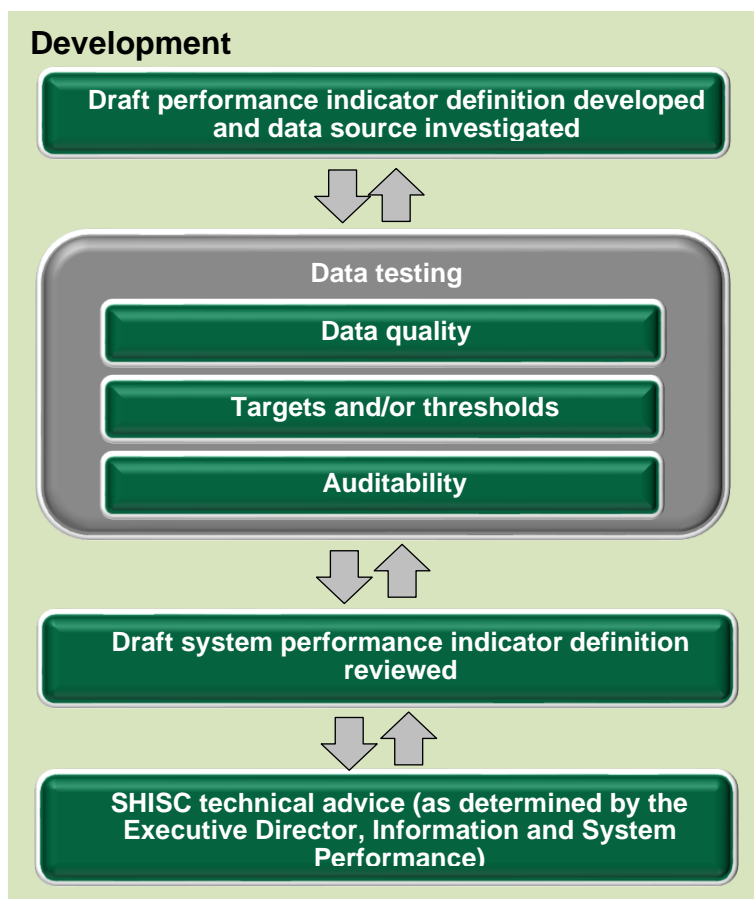 Development
Draft performance indicator definition developed
and data source investigated
Data testing
Data quality
Targets and/or thresholds
Auditability
Draft system performance indicator definition
reviewed
SHISC technical advice (as determined by the
Executive Director, Information and System
Performance)